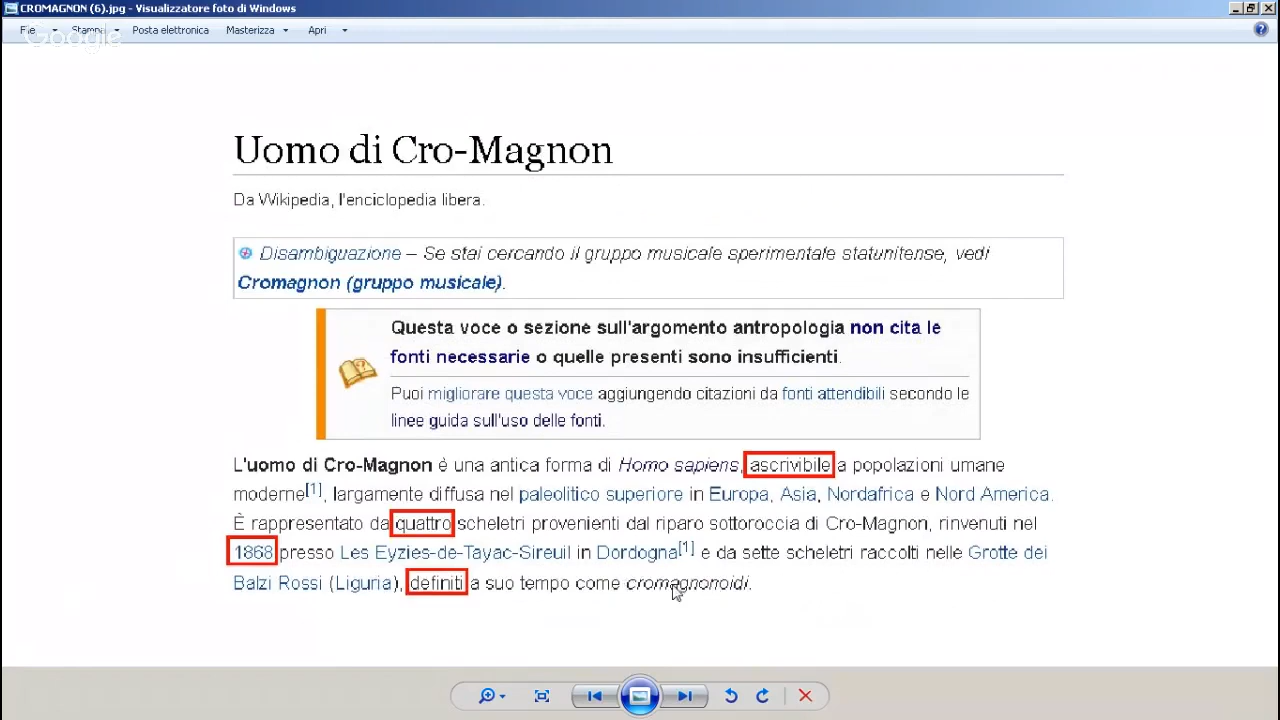 CROMAGNON (6).jpg - Visualizzatore foto di Windows
File Stampa Posta elettronica Masterizza Apri
Google
Uomo di Cro-Magnon
Da Wikipedia, l'enciclopedia libera.
Disambiguazione – Se stai cercando il gruppo musicale sperimentale statunitense, vedi
Cromagnon (gruppo musicale).
Questa voce o sezione sull'argomento antropologia non cita le
fonti necessarie o quelle presenti sono insufficienti.
Puoi migliorare questa voce aggiungendo citazioni da fonti attendibili secondo le
linee guida sull'uso delle fonti.
L'uomo di Cro-Magnon è una antica forma di Homo sapiens, ascrivibile a popolazioni umane
moderne[1], largamente diffusa nel paleolitico superiore in Europa, Asia, Nordafrica e Nord America.
È rappresentato da quattro scheletri provenienti dal riparo sottoroccia di Cro-Magnon, rinvenuti nel
1868 presso Les Eyzies-de-Tayac-Sireuil in Dordogna[1] e da sette scheletri raccolti nelle Grotte dei
Balzi Rossi (Liguria), definiti a suo tempo come cromagnonoidi.